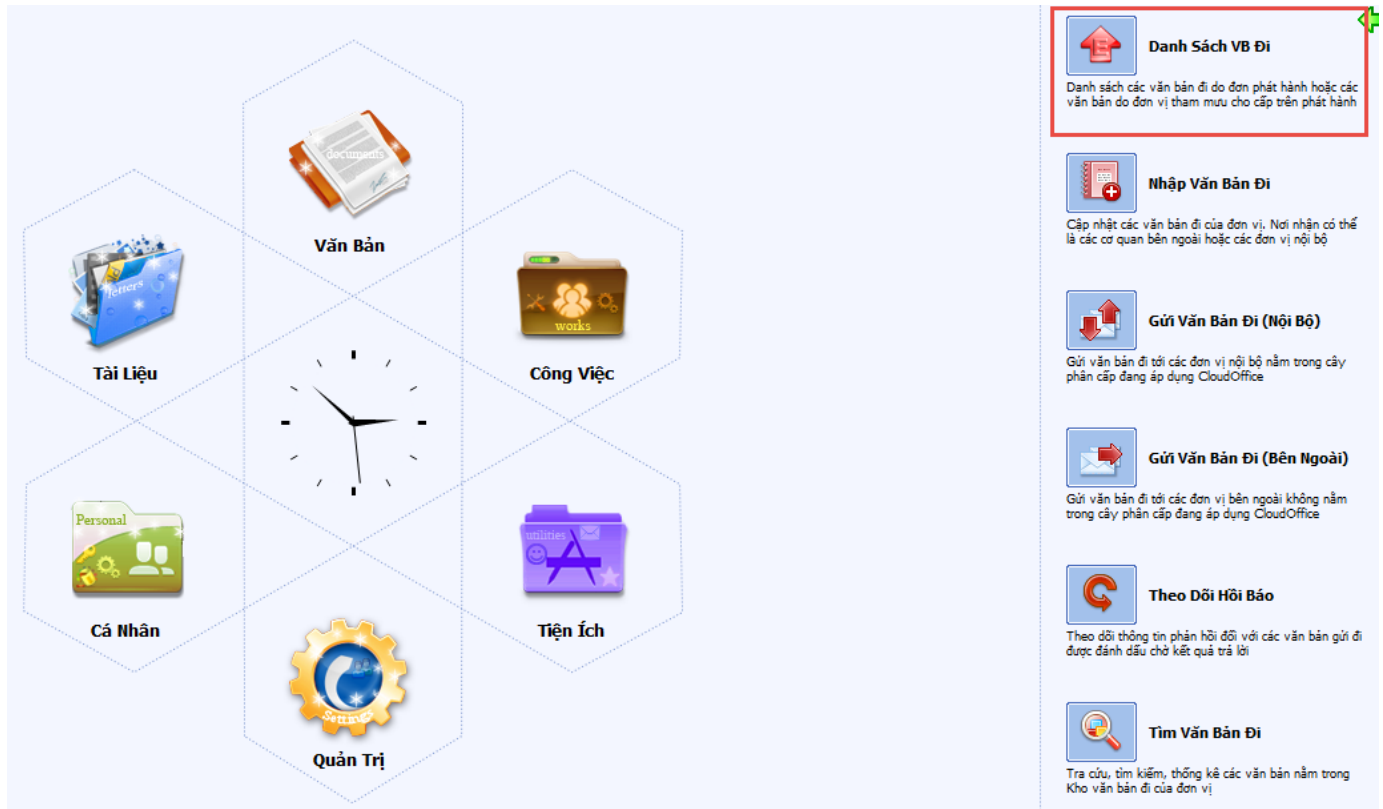 documents
Văn Bản
letters
Tài Liệu
works
Công Việc
Personal
Cá Nhân
utilities
Tiện Ích
Settings
Quản Trị
Danh Sách VB Đi
Danh sách các văn bản đi do đơn phát hành hoặc các
văn bản do đơn vị tham mưu cho cấp trên phát hành
Nhập Văn Bản Đi
Cập nhật các văn bản đi của đơn vị. Nơi nhận có thể
là các cơ quan bên ngoài hoặc các đơn vị nội bộ
Gửi Văn Bản Đi (Nội Bộ)
Gửi văn bản đi tới các đơn vị nội bộ nằm trong cây
phân cấp đang áp dụng CloudOffice
Gửi Văn Bản Đi (Bên Ngoài)
Gửi văn bản đi tới các đơn vị bên ngoài không nằm
trong cây phân cấp đang áp dụng CloudOffice
Theo Dõi Hồi Báo
Theo dõi thông tin phản hồi đối với các văn bản gửi đi
được đánh dấu chờ kết quả trả lời
Tìm Văn Bản Đi
Tra cứu, tìm kiếm, thống kê các văn bản nằm trong
Kho văn bản đi của đơn vị